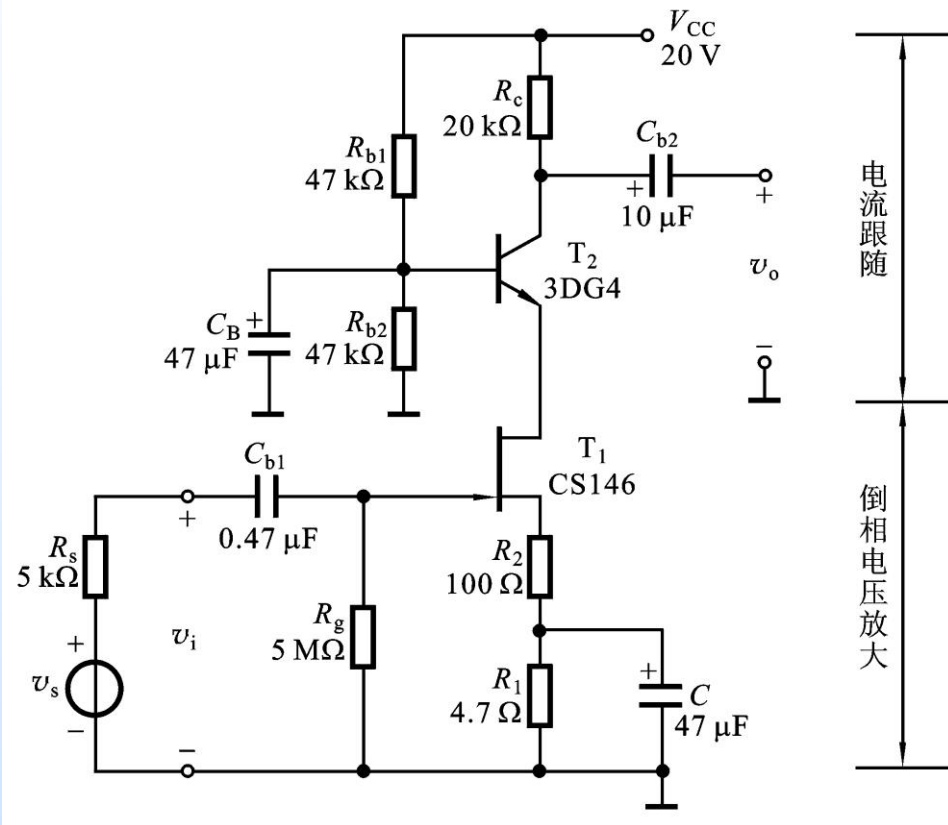 V_CC
20 V
R_c
20 kΩ
C_b2
+
10 μF
+
R_b1
47 kΩ
T_2
3DG4
v_o
电流跟随
C_B
+
47 μF
R_b2
47 kΩ
−
C_b1
+
0.47 μF
T_1
CS146
R_s
5 kΩ
R_2
100 Ω
倒相电压放大
v_i
R_g
5 MΩ
+
v_s
−
R_1
4.7 Ω
+
C
47 μF
−